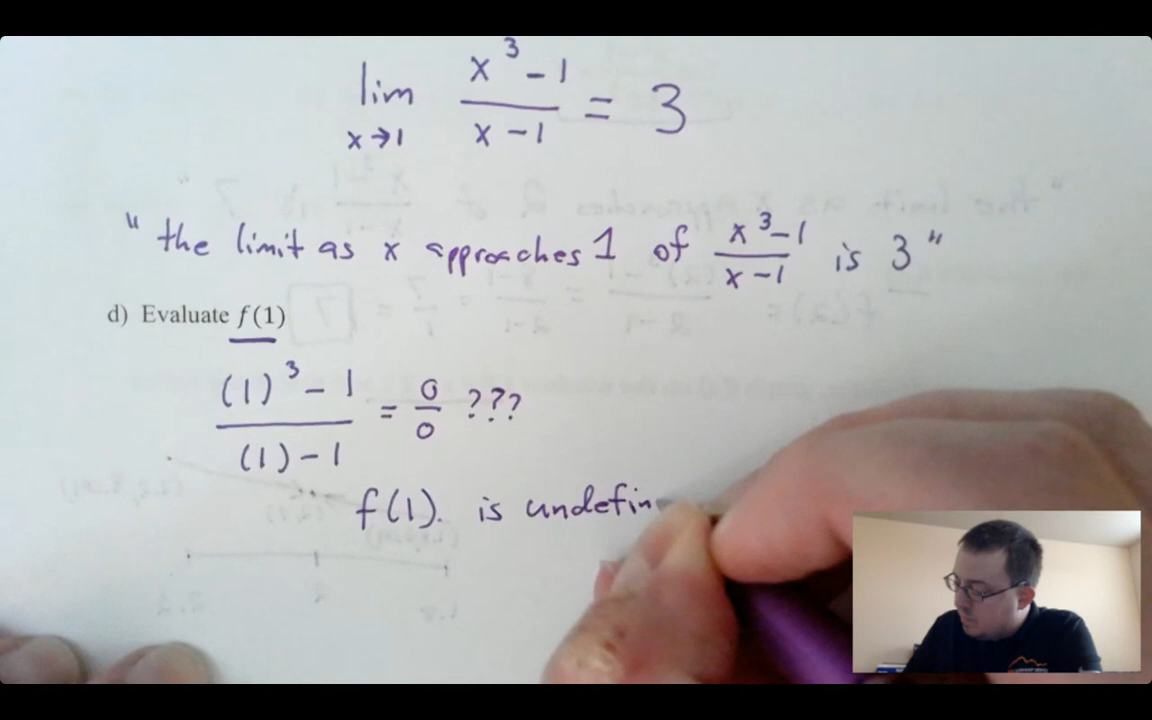 lim x→1 x³-1 / x-1 = 3
"the limit as x approaches 1 of x³-1 / x-1 is 3"
d) Evaluate f(1)
(1)³-1 / (1)-1 = 0/0 ???
f(1). is undefin